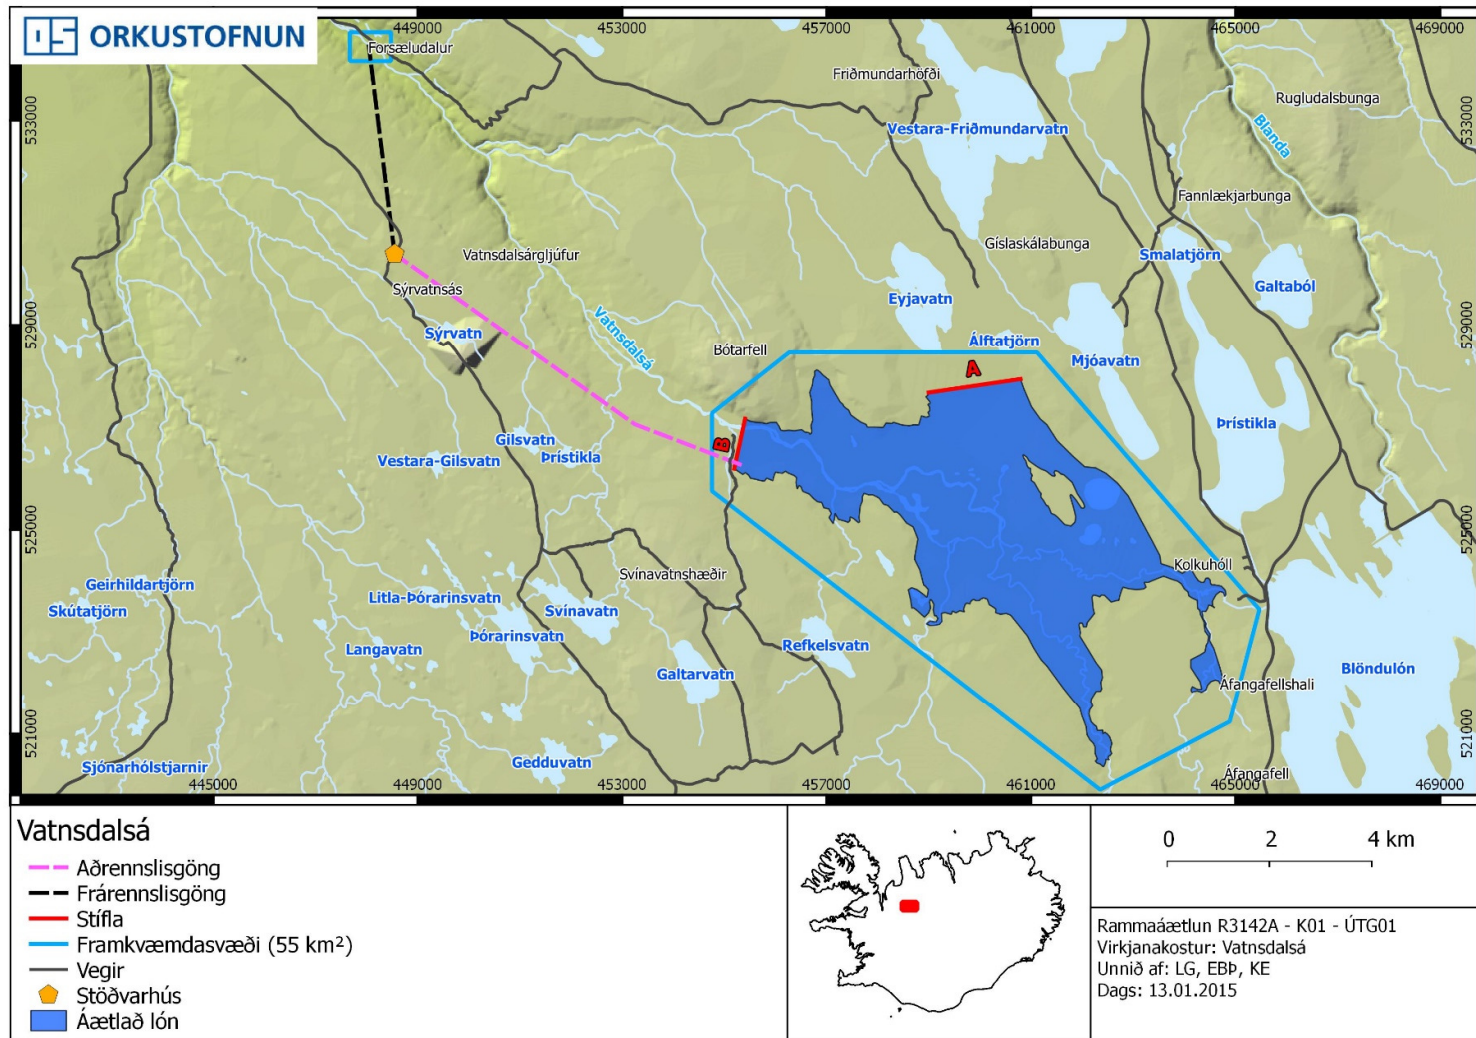 OS ORKUSTOFNUN
449000
453000
457000
461000
465000
469000
Forsæludalur
Friðmundarhöfði
Rugludalsbunga
533000
533000
Vestara-Friðmundarvatn
Blanda
Fannlækjarbunga
Gíslaskálabunga
Vatnsdalsárgljúfur
Smalatjörn
Sýrvatnsás
Galtaból
Eyjavatn
529000
529000
Sýrvatn
Vatnsdalsá
Álftatjörn
Bótarfell
Mjóavatn
A
Þrístikla
Gilsvatn
B
Þrístikla
Vestara-Gilsvatn
525000
525000
Kolkuhóll
Svínavatnshæðir
Geirhildartjörn
Litla-Þórarinsvatn
Svínavatn
Skútatjörn
Þórarinsvatn
Refkelsvatn
Langavatn
Galtarvatn
Blöndulón
Áfangafellshali
521000
521000
Gedduvatn
Sjónarhólstjarnir
Áfangafell
445000
449000
453000
457000
461000
465000
469000
Vatnsdalsá
Aðrennslisgöng
Frárennslisgöng
Stífla
Framkvæmdasvæði (55 km²)
Vegir
Stöðvarhús
Áætlað lón
0 2 4 km
Rammaáætlun R3142A - K01 - ÚTG01
Virkjanakostur: Vatnsdalsá
Unnið af: LG, EBÞ, KE
Dags: 13.01.2015